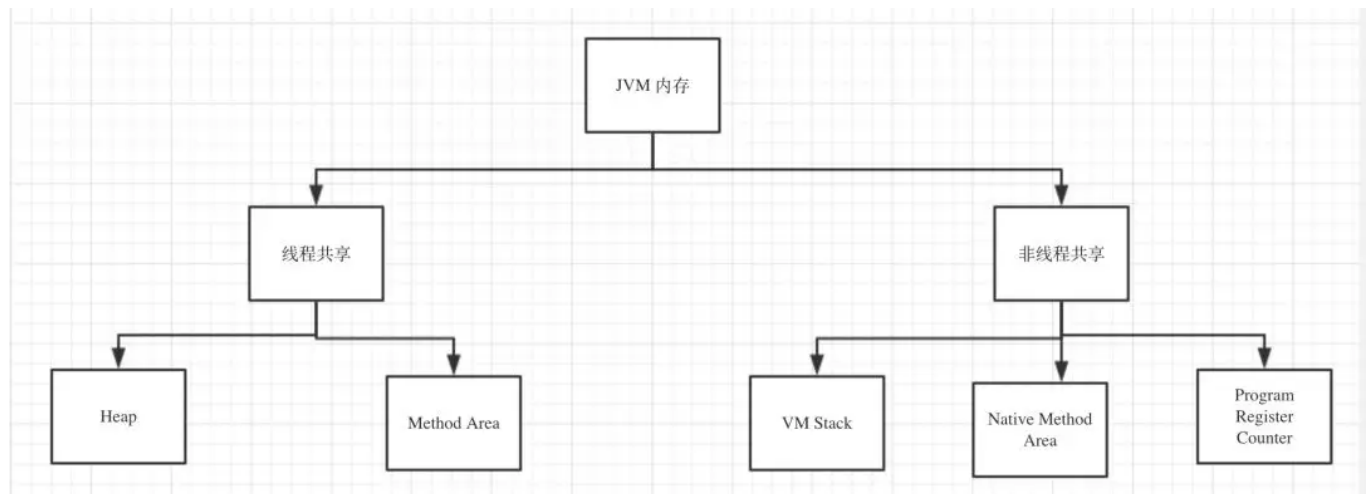 JVM 内存
线程共享
非线程共享
Heap
Method Area
VM Stack
Native Method
Area
Program
Register
Counter